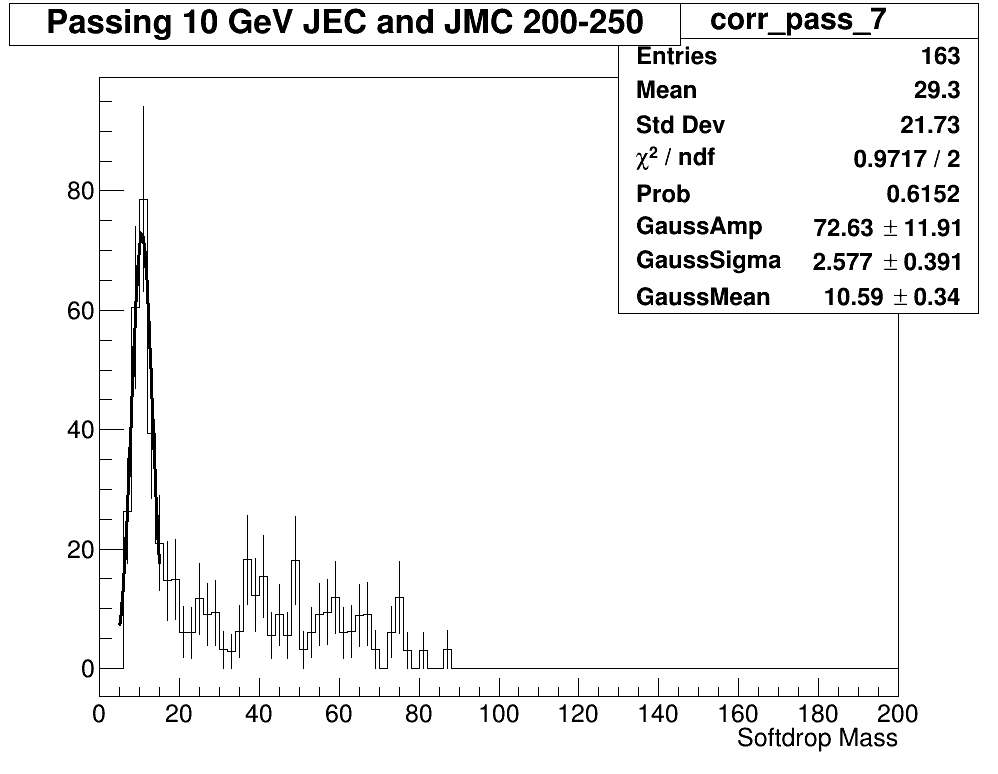 Passing 10 GeV JEC and JMC 200-250
corr_pass_7
Entries 163
Mean 29.3
Std Dev 21.73
χ² / ndf 0.9717 / 2
Prob 0.6152
GaussAmp 72.63 ± 11.91
GaussSigma 2.577 ± 0.391
GaussMean 10.59 ± 0.34
80
60
40
20
0
0 20 40 60 80 100 120 140 160 180 200
Softdrop Mass